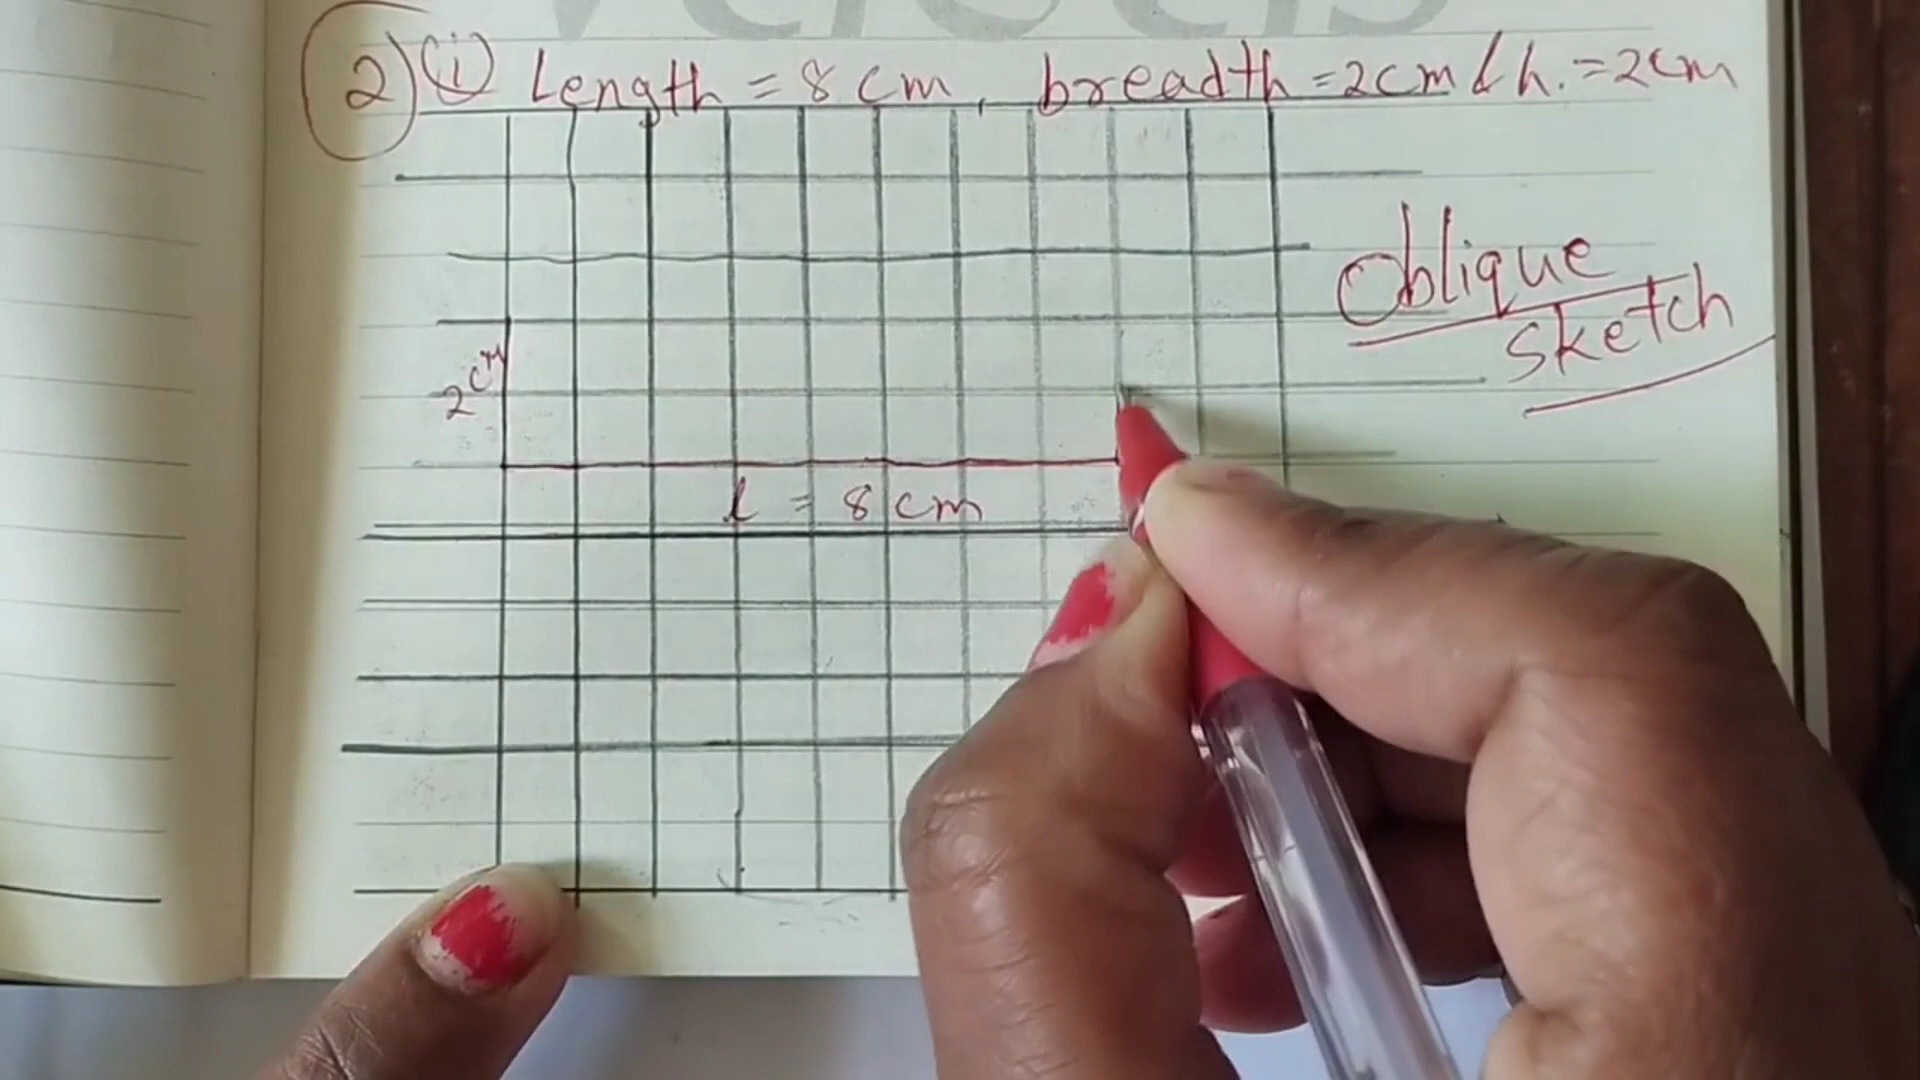 2) (i) Length = 8 cm, breadth = 2cm & h. = 2cm
Oblique
sketch
2cm
l = 8 cm